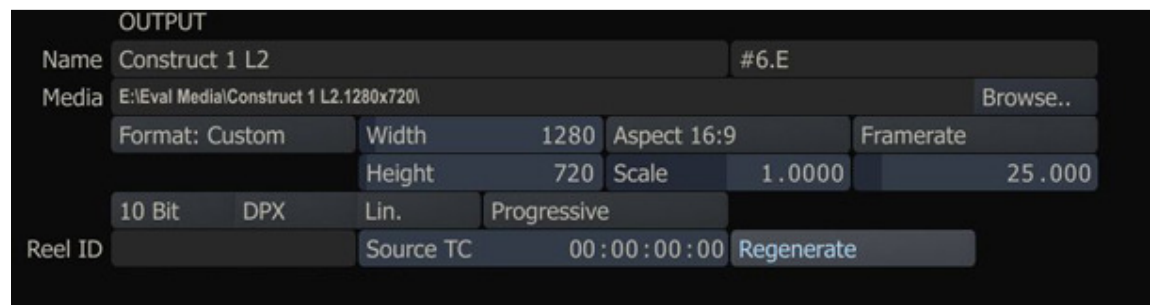 OUTPUT
Name Construct 1 L2 #6.E
Media E:\Eval Media\Construct 1 L2.1280x720\ Browse..
Format: Custom Width 1280 Aspect 16:9 Framerate
Height 720 Scale 1.0000 25.000
10 Bit DPX Lin. Progressive
Reel ID Source TC 00:00:00:00 Regenerate